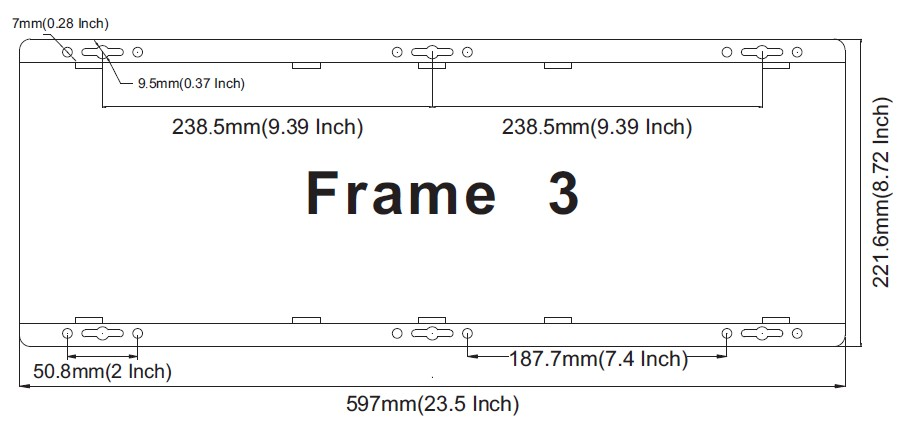 7mm(0.28 Inch)
9.5mm(0.37 Inch)
238.5mm(9.39 Inch)
238.5mm(9.39 Inch)
Frame 3
221.6mm(8.72 Inch)
187.7mm(7.4 Inch)
50.8mm(2 Inch)
597mm(23.5 Inch)